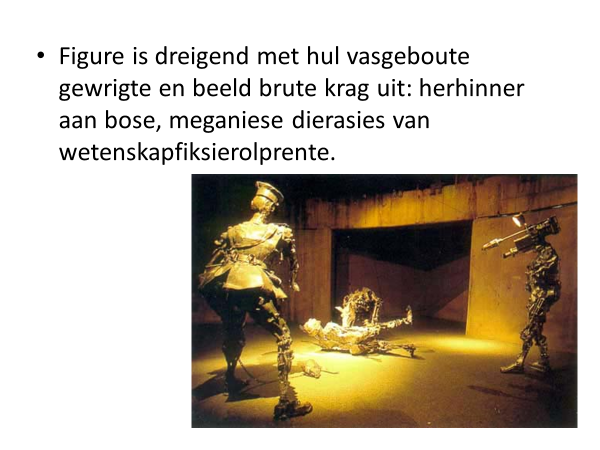 • Figure is dreigend met hul vasgeboute
gewrigte en beeld brute krag uit: herhinner
aan bose, meganiese dierasies van
wetenskapfiksierolprente.